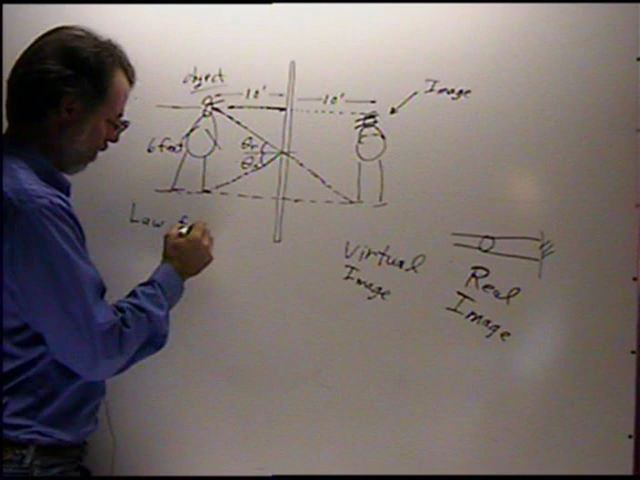 object
10'
10'
Image
6 feet
θr
θi
Law
Virtual
Image
Real
Image